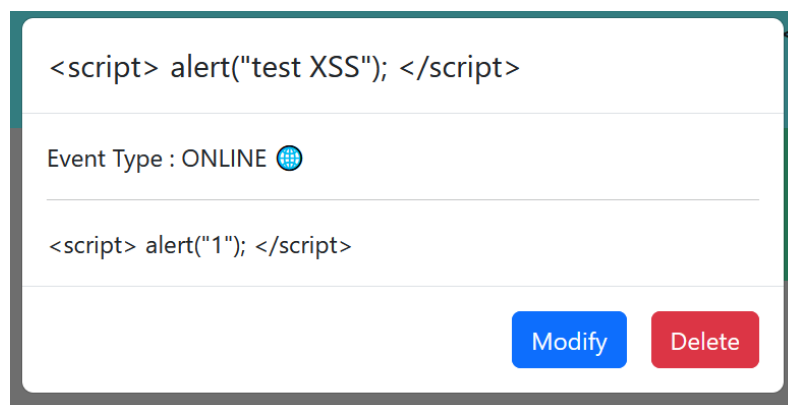 <script> alert("test XSS"); </script>
Event Type : ONLINE 🌐
<script> alert("1"); </script>
Modify Delete